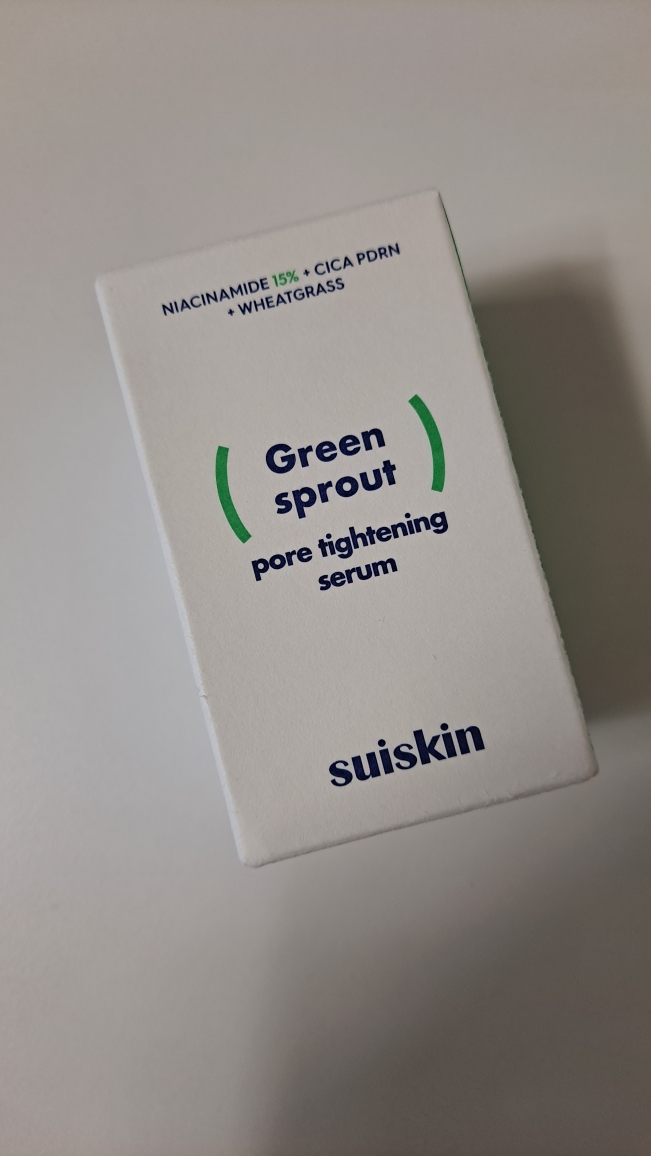 NIACINAMIDE 15% + CICA PDRN
+ WHEATGRASS
Green
sprout
pore tightening
serum
suiskin